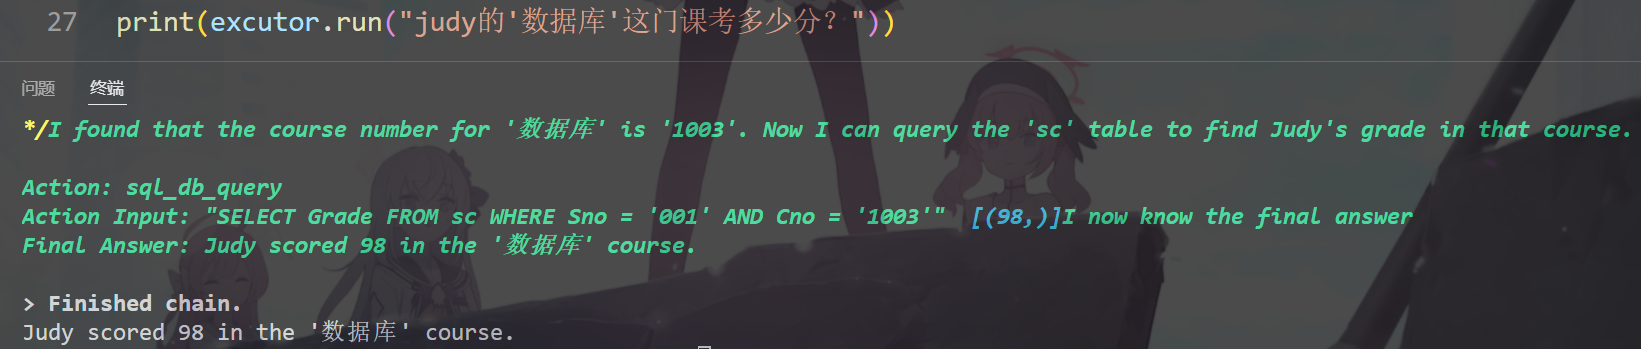 27 print(excutor.run("judy的'数据库'这门课考多少分？"))
问题 终端
*/I found that the course number for '数据库' is '1003'. Now I can query the 'sc' table to find Judy's grade in that course.
Action: sql_db_query
Action Input: "SELECT Grade FROM sc WHERE Sno = '001' AND Cno = '1003'" [(98,)]I now know the final answer
Final Answer: Judy scored 98 in the '数据库' course.
> Finished chain.
Judy scored 98 in the '数据库' course.